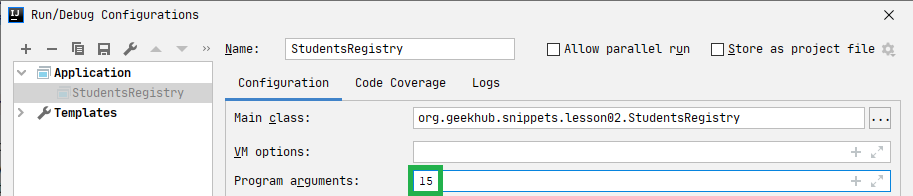 IJ Run/Debug Configurations
Name: StudentsRegistry Allow parallel run Store as project file
Application
StudentsRegistry
Templates
Configuration Code Coverage Logs
Main class: org.geekhub.snippets.lesson02.StudentsRegistry ...
VM options:
Program arguments: 15